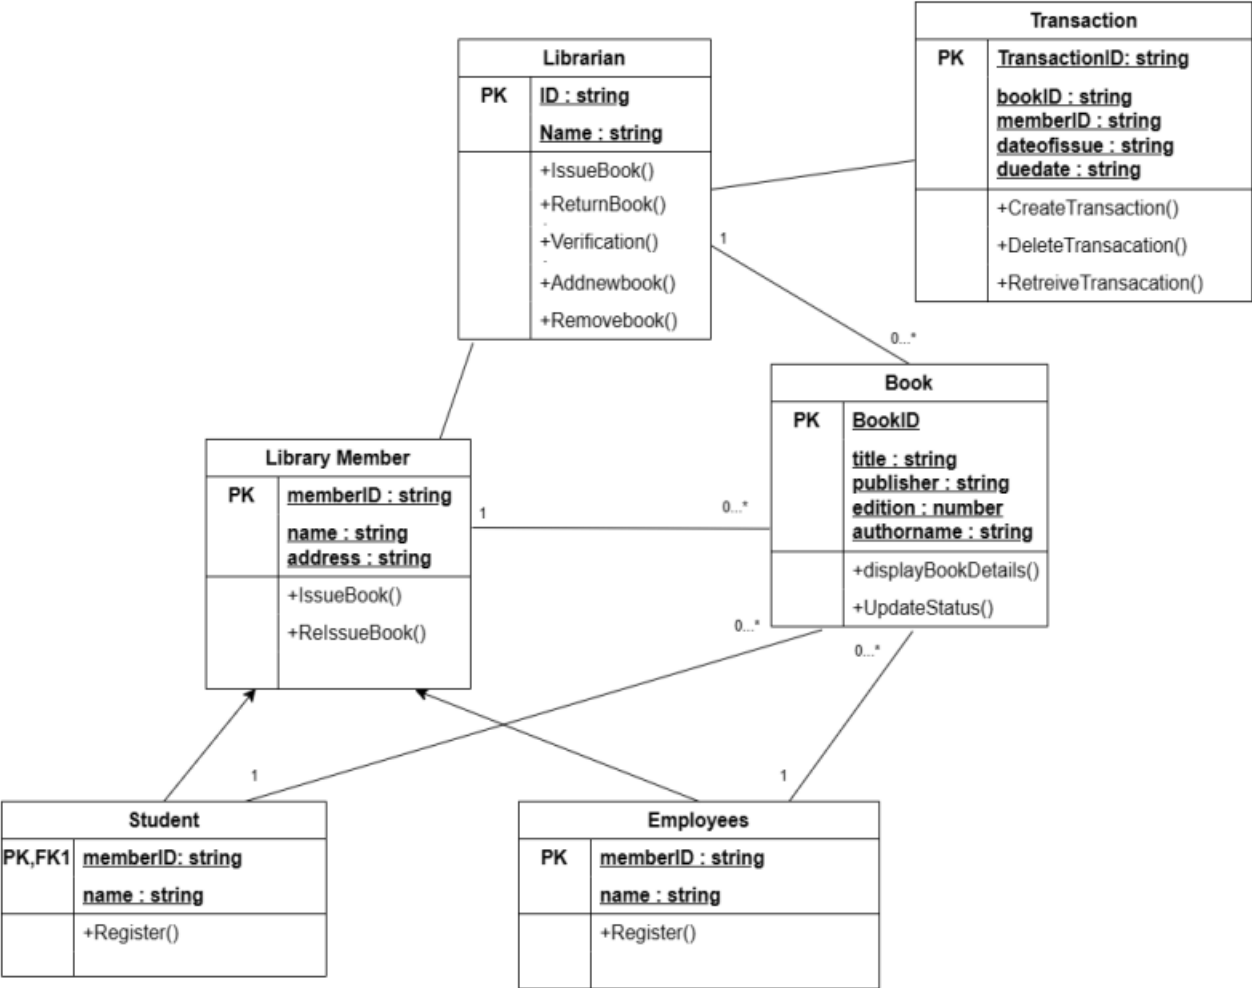 Transaction
PK
TransactionID: string
bookID : string
memberID : string
dateofissue : string
duedate : string
+CreateTransaction()
+DeleteTransacation()
+RetreiveTransacation()
Librarian
PK
ID : string
Name : string
+IssueBook()
+ReturnBook()
+Verification()
+Addnewbook()
+Removebook()
1
0...*
Book
PK
BookID
title : string
publisher : string
edition : number
authorname : string
+displayBookDetails()
+UpdateStatus()
Library Member
PK
memberID : string
name : string
address : string
+IssueBook()
+ReIssueBook()
1
0...*
0...*
0...*
1
1
Student
PK,FK1
memberID: string
name : string
+Register()
Employees
PK
memberID : string
name : string
+Register()